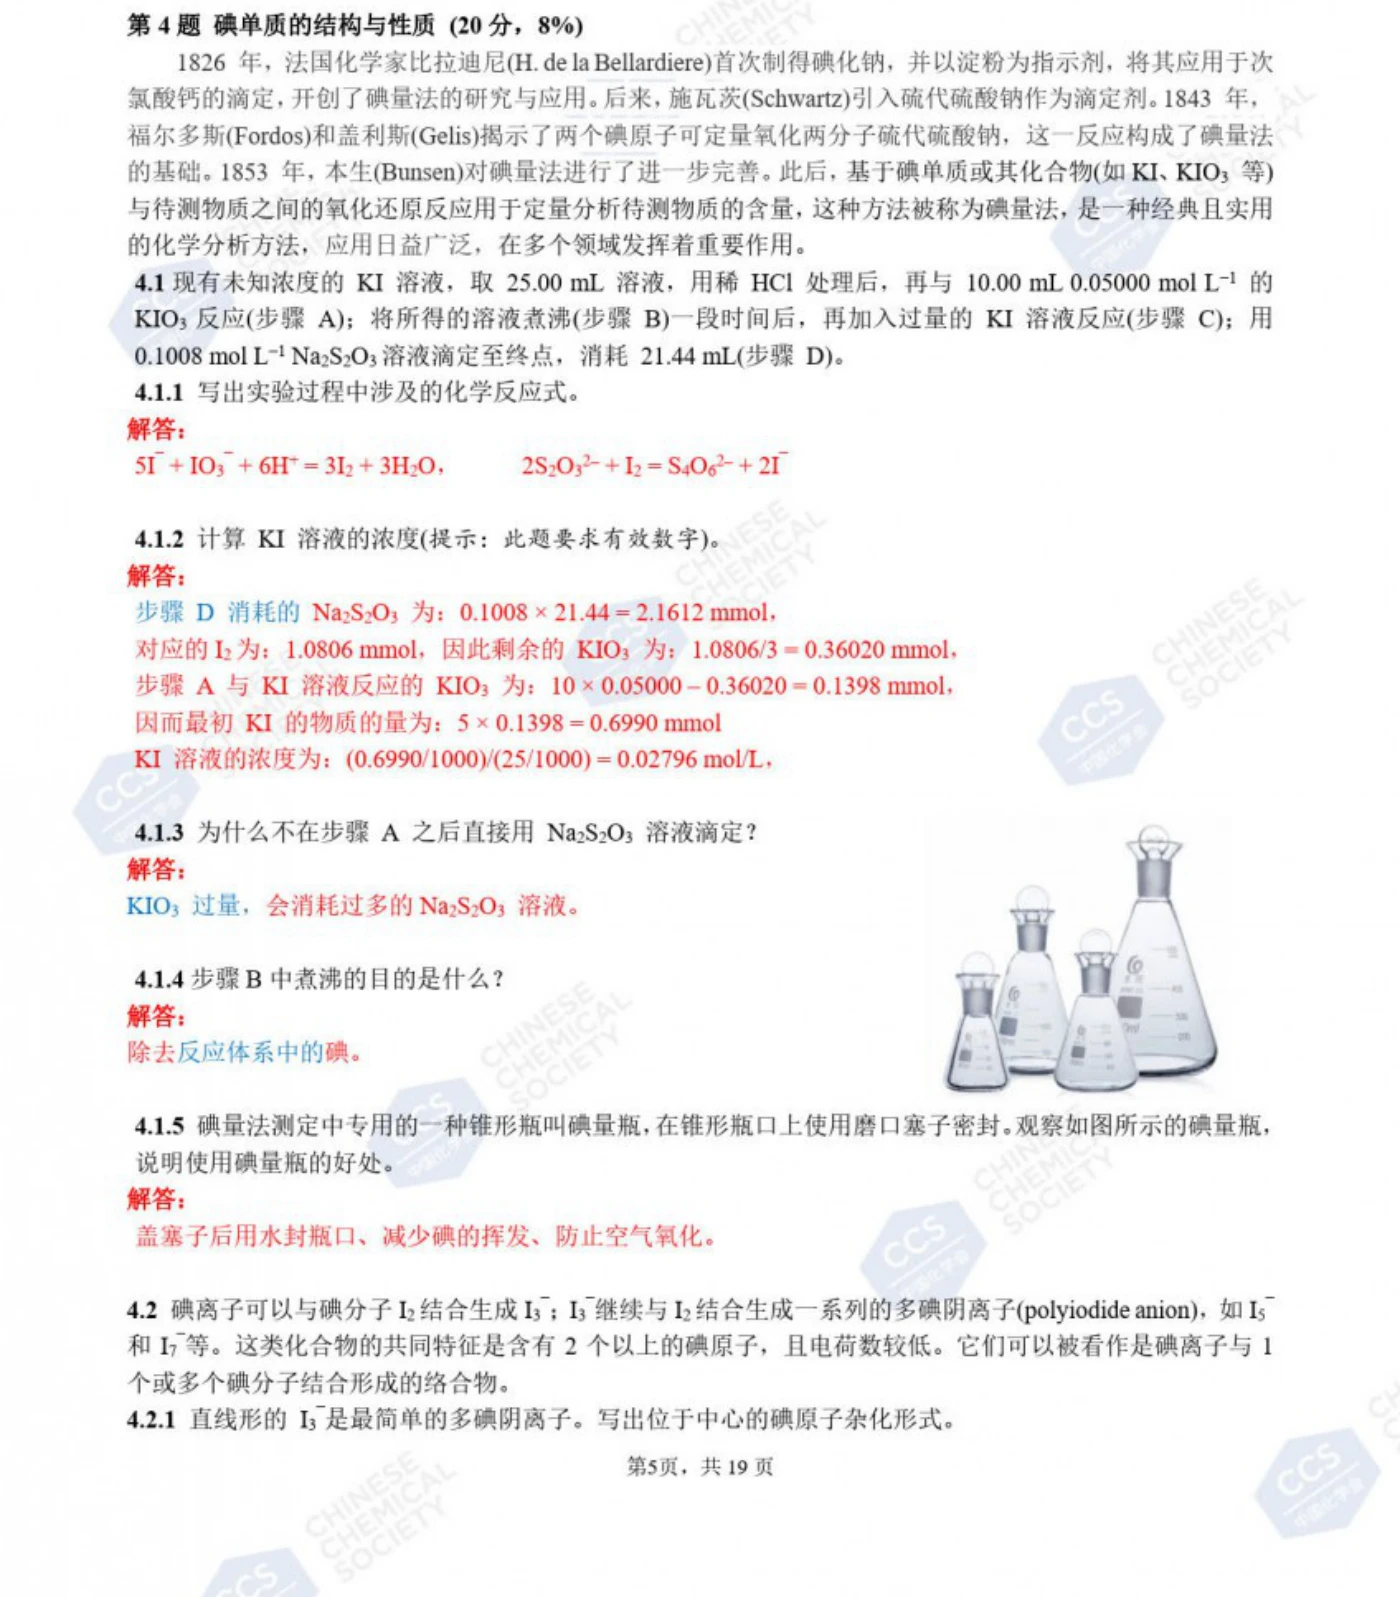 第 4 题 碘单质的结构与性质 (20 分，8%)
1826 年，法国化学家比拉迪尼(H. de la Bellardiere)首次制得碘化钠，并以淀粉为指示剂，将其应用于次
氯酸钙的滴定，开创了碘量法的研究与应用。后来，施瓦茨(Schwartz)引入硫代硫酸钠作为滴定剂。1843 年，
福尔多斯(Fordos)和盖利斯(Gelis)揭示了两个碘原子可定量氧化两分子硫代硫酸钠，这一反应构成了碘量法
的基础。1853 年，本生(Bunsen)对碘量法进行了进一步完善。此后，基于碘单质或其化合物(如 KI、KIO₃ 等)
与待测物质之间的氧化还原反应用于定量分析待测物质的含量，这种方法被称为碘量法，是一种经典且实用
的化学分析方法，应用日益广泛，在多个领域发挥着重要作用。
4.1 现有未知浓度的 KI 溶液，取 25.00 mL 溶液，用稀 HCl 处理后，再与 10.00 mL 0.05000 mol L⁻¹ 的
KIO₃ 反应(步骤 A)；将所得的溶液煮沸(步骤 B)一段时间后，再加入过量的 KI 溶液反应(步骤 C)；用
0.1008 mol L⁻¹ Na₂S₂O₃ 溶液滴定至终点，消耗 21.44 mL(步骤 D)。
4.1.1 写出实验过程中涉及的化学反应式。
解答：
5I⁻ + IO₃⁻ + 6H⁺ = 3I₂ + 3H₂O， 2S₂O₃²⁻ + I₂ = S₄O₆²⁻ + 2I⁻
4.1.2 计算 KI 溶液的浓度(提示：此题要求有效数字)。
解答：
步骤 D 消耗的 Na₂S₂O₃ 为：0.1008 × 21.44 = 2.1612 mmol，
对应的 I₂ 为：1.0806 mmol，因此剩余的 KIO₃ 为：1.0806/3 = 0.36020 mmol，
步骤 A 与 KI 溶液反应的 KIO₃ 为：10 × 0.05000 – 0.36020 = 0.1398 mmol，
因而最初 KI 的物质的量为：5 × 0.1398 = 0.6990 mmol
KI 溶液的浓度为：(0.6990/1000)/(25/1000) = 0.02796 mol/L，
4.1.3 为什么不在步骤 A 之后直接用 Na₂S₂O₃ 溶液滴定？
解答：
KIO₃ 过量，会消耗过多的 Na₂S₂O₃ 溶液。
4.1.4 步骤 B 中煮沸的目的是什么？
解答：
除去反应体系中的碘。
4.1.5 碘量法测定中专用的一种锥形瓶叫碘量瓶，在锥形瓶口上使用磨口塞子密封。观察如图所示的碘量瓶，
说明使用碘量瓶的好处。
解答：
盖塞子后用水封瓶口、减少碘的挥发、防止空气氧化。
4.2 碘离子可以与碘分子 I₂ 结合生成 I₃⁻；I₃⁻继续与 I₂ 结合生成一系列的多碘阴离子(polyiodide anion)，如 I₅⁻
和 I₇⁻等。这类化合物的共同特征是含有 2 个以上的碘原子，且电荷数较低。它们可以被看作是碘离子与 1
个或多个碘分子结合形成的络合物。
4.2.1 直线形的 I₃⁻是最简单的多碘阴离子。写出位于中心的碘原子杂化形式。
第5页，共 19 页
CCS
中国化学会
CHINESE
CHEMICAL
SOCIETY